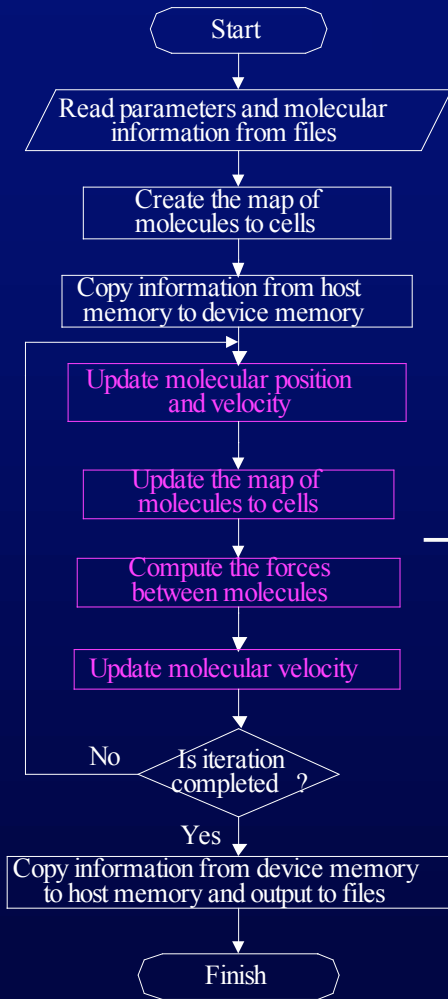 Start
Read parameters and molecular
information from files
Create the map of
molecules to cells
Copy information from host
memory to device memory
Update molecular position
and velocity
Update the map of
molecules to cells
Compute the forces
between molecules
Update molecular velocity
No
Is iteration
completed ?
Yes
Copy information from device memory
to host memory and output to files
Finish